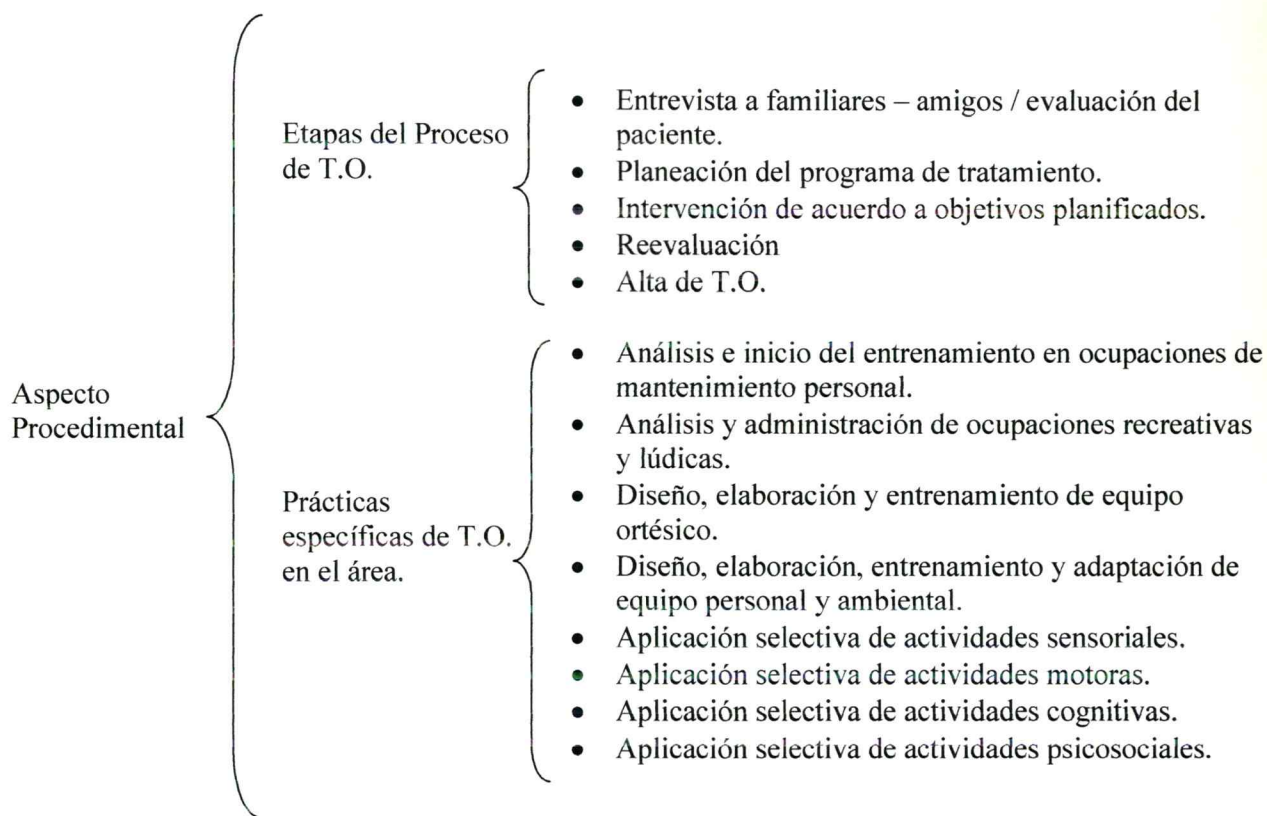 Aspecto
Procedimental
Etapas del Proceso
de T.O.
• Entrevista a familiares – amigos / evaluación del
paciente.
• Planeación del programa de tratamiento.
• Intervención de acuerdo a objetivos planificados.
• Reevaluación
• Alta de T.O.
Prácticas
específicas de T.O.
en el área.
• Análisis e inicio del entrenamiento en ocupaciones de
mantenimiento personal.
• Análisis y administración de ocupaciones recreativas
y lúdicas.
• Diseño, elaboración y entrenamiento de equipo
ortésico.
• Diseño, elaboración, entrenamiento y adaptación de
equipo personal y ambiental.
• Aplicación selectiva de actividades sensoriales.
• Aplicación selectiva de actividades motoras.
• Aplicación selectiva de actividades cognitivas.
• Aplicación selectiva de actividades psicosociales.